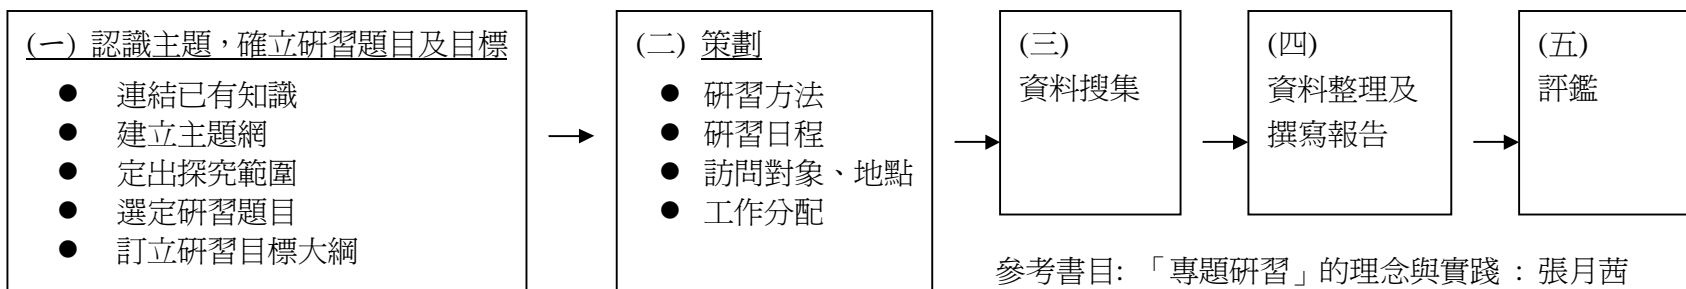 (一) 認識主題，確立研習題目及目標
● 連結已有知識
● 建立主題網
● 定出探究範圍
● 選定研習題目
● 訂立研習目標大綱
(二) 策劃
● 研習方法
● 研習日程
● 訪問對象、地點
● 工作分配
(三)
資料搜集
(四)
資料整理及
撰寫報告
(五)
評鑑
參考書目: 「專題研習」的理念與實踐 : 張月茜